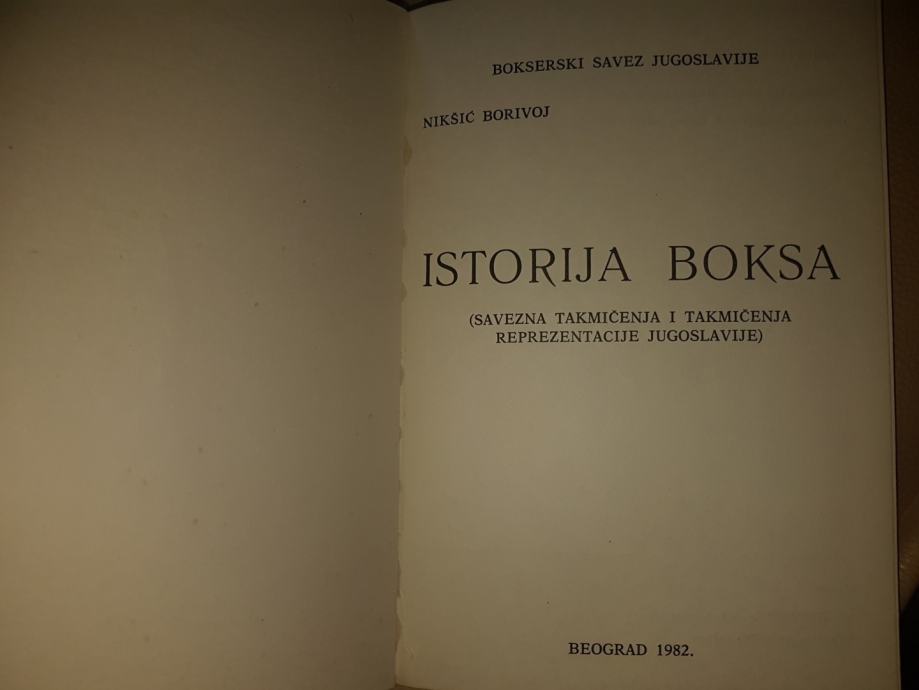 BOKSERSKI SAVEZ JUGOSLAVIJE
NIKŠIĆ BORIVOJ
ISTORIJA BOKSA
(SAVEZNA TAKMIČENJA I TAKMIČENJA
REPREZENTACIJE JUGOSLAVIJE)
BEOGRAD 1982.